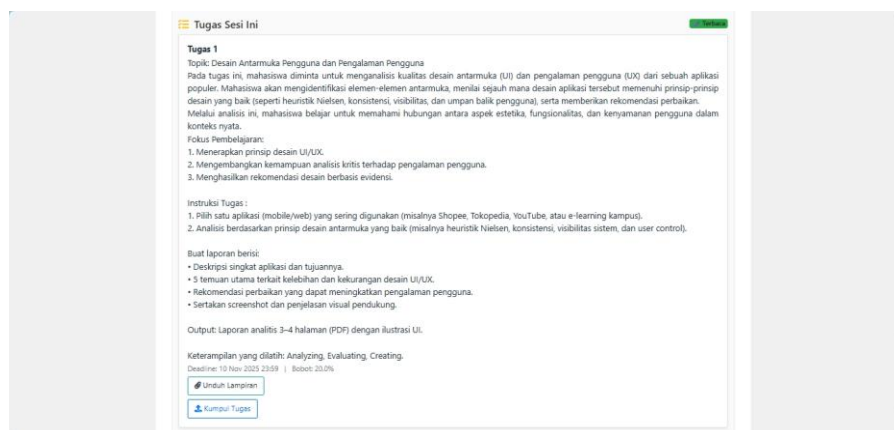 Tugas Sesi Ini
Terbaca
Tugas 1
Topik: Desain Antarmuka Pengguna dan Pengalaman Pengguna
Pada tugas ini, mahasiswa diminta untuk menganalisis kualitas desain antarmuka (UI) dan pengalaman pengguna (UX) dari sebuah aplikasi
populer. Mahasiswa akan mengidentifikasi elemen-elemen antarmuka, menilai sejauh mana desain aplikasi tersebut memenuhi prinsip-prinsip
desain yang baik (seperti heuristik Nielsen, konsistensi, visibilitas, dan umpan balik pengguna), serta memberikan rekomendasi perbaikan.
Melalui analisis ini, mahasiswa belajar untuk memahami hubungan antara aspek estetika, fungsionalitas, dan kenyamanan pengguna dalam
konteks nyata.
Fokus Pembelajaran:
1. Menerapkan prinsip desain UI/UX.
2. Mengembangkan kemampuan analisis kritis terhadap pengalaman pengguna.
3. Menghasilkan rekomendasi desain berbasis evidensi.
Instruksi Tugas :
1. Pilih satu aplikasi (mobile/web) yang sering digunakan (misalnya Shopee, Tokopedia, YouTube, atau e-learning kampus).
2. Analisis berdasarkan prinsip desain antarmuka yang baik (misalnya heuristik Nielsen, konsistensi, visibilitas sistem, dan user control).
Buat laporan berisi:
• Deskripsi singkat aplikasi dan tujuannya.
• 5 temuan utama terkait kelebihan dan kekurangan desain UI/UX.
• Rekomendasi perbaikan yang dapat meningkatkan pengalaman pengguna.
• Sertakan screenshot dan penjelasan visual pendukung.
Output: Laporan analitis 3–4 halaman (PDF) dengan ilustrasi UI.
Keterampilan yang dilatih: Analyzing, Evaluating, Creating.
Deadline: 10 Nov 2025 23:59 | Bobot: 20.0%
Unduh Lampiran
Kumpul Tugas